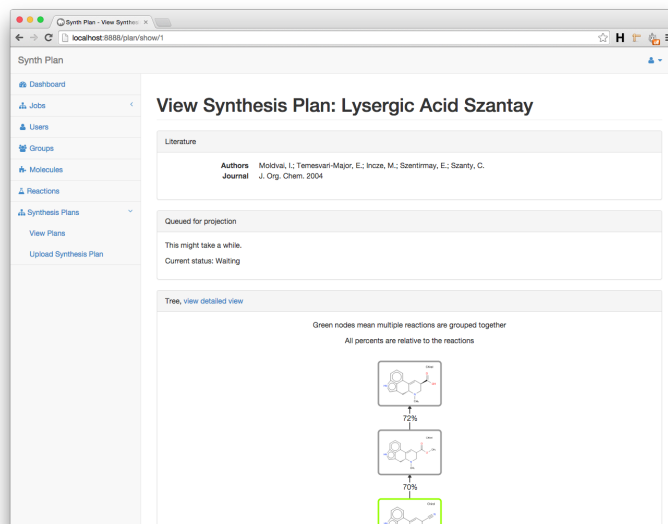 Synth Plan - View Synthes
localhost:8888/plan/show/1
Synth Plan
Dashboard
Jobs
Users
Groups
Molecules
Reactions
Synthesis Plans
View Plans
Upload Synthesis Plan
View Synthesis Plan: Lysergic Acid Szantay
Literature
Authors Moldvai, I.; Temesvari-Major, E.; Incze, M.; Szentirmay, E.; Szanty, C.
Journal J. Org. Chem. 2004
Queued for projection
This might take a while.
Current status: Waiting
Tree, view detailed view
Green nodes mean multiple reactions are grouped together
All percents are relative to the reactions
72%
70%